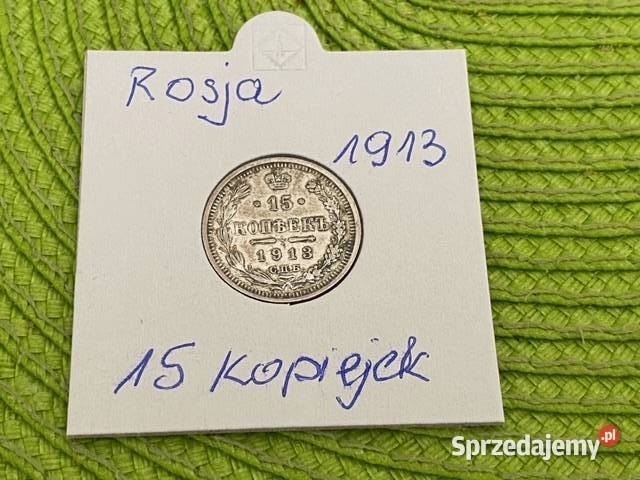 Rosja
1913
· 15 ·
КОПѢЕКЪ
1913
С.П.Б.
15 kopiejek
Sprzedajemy.pl